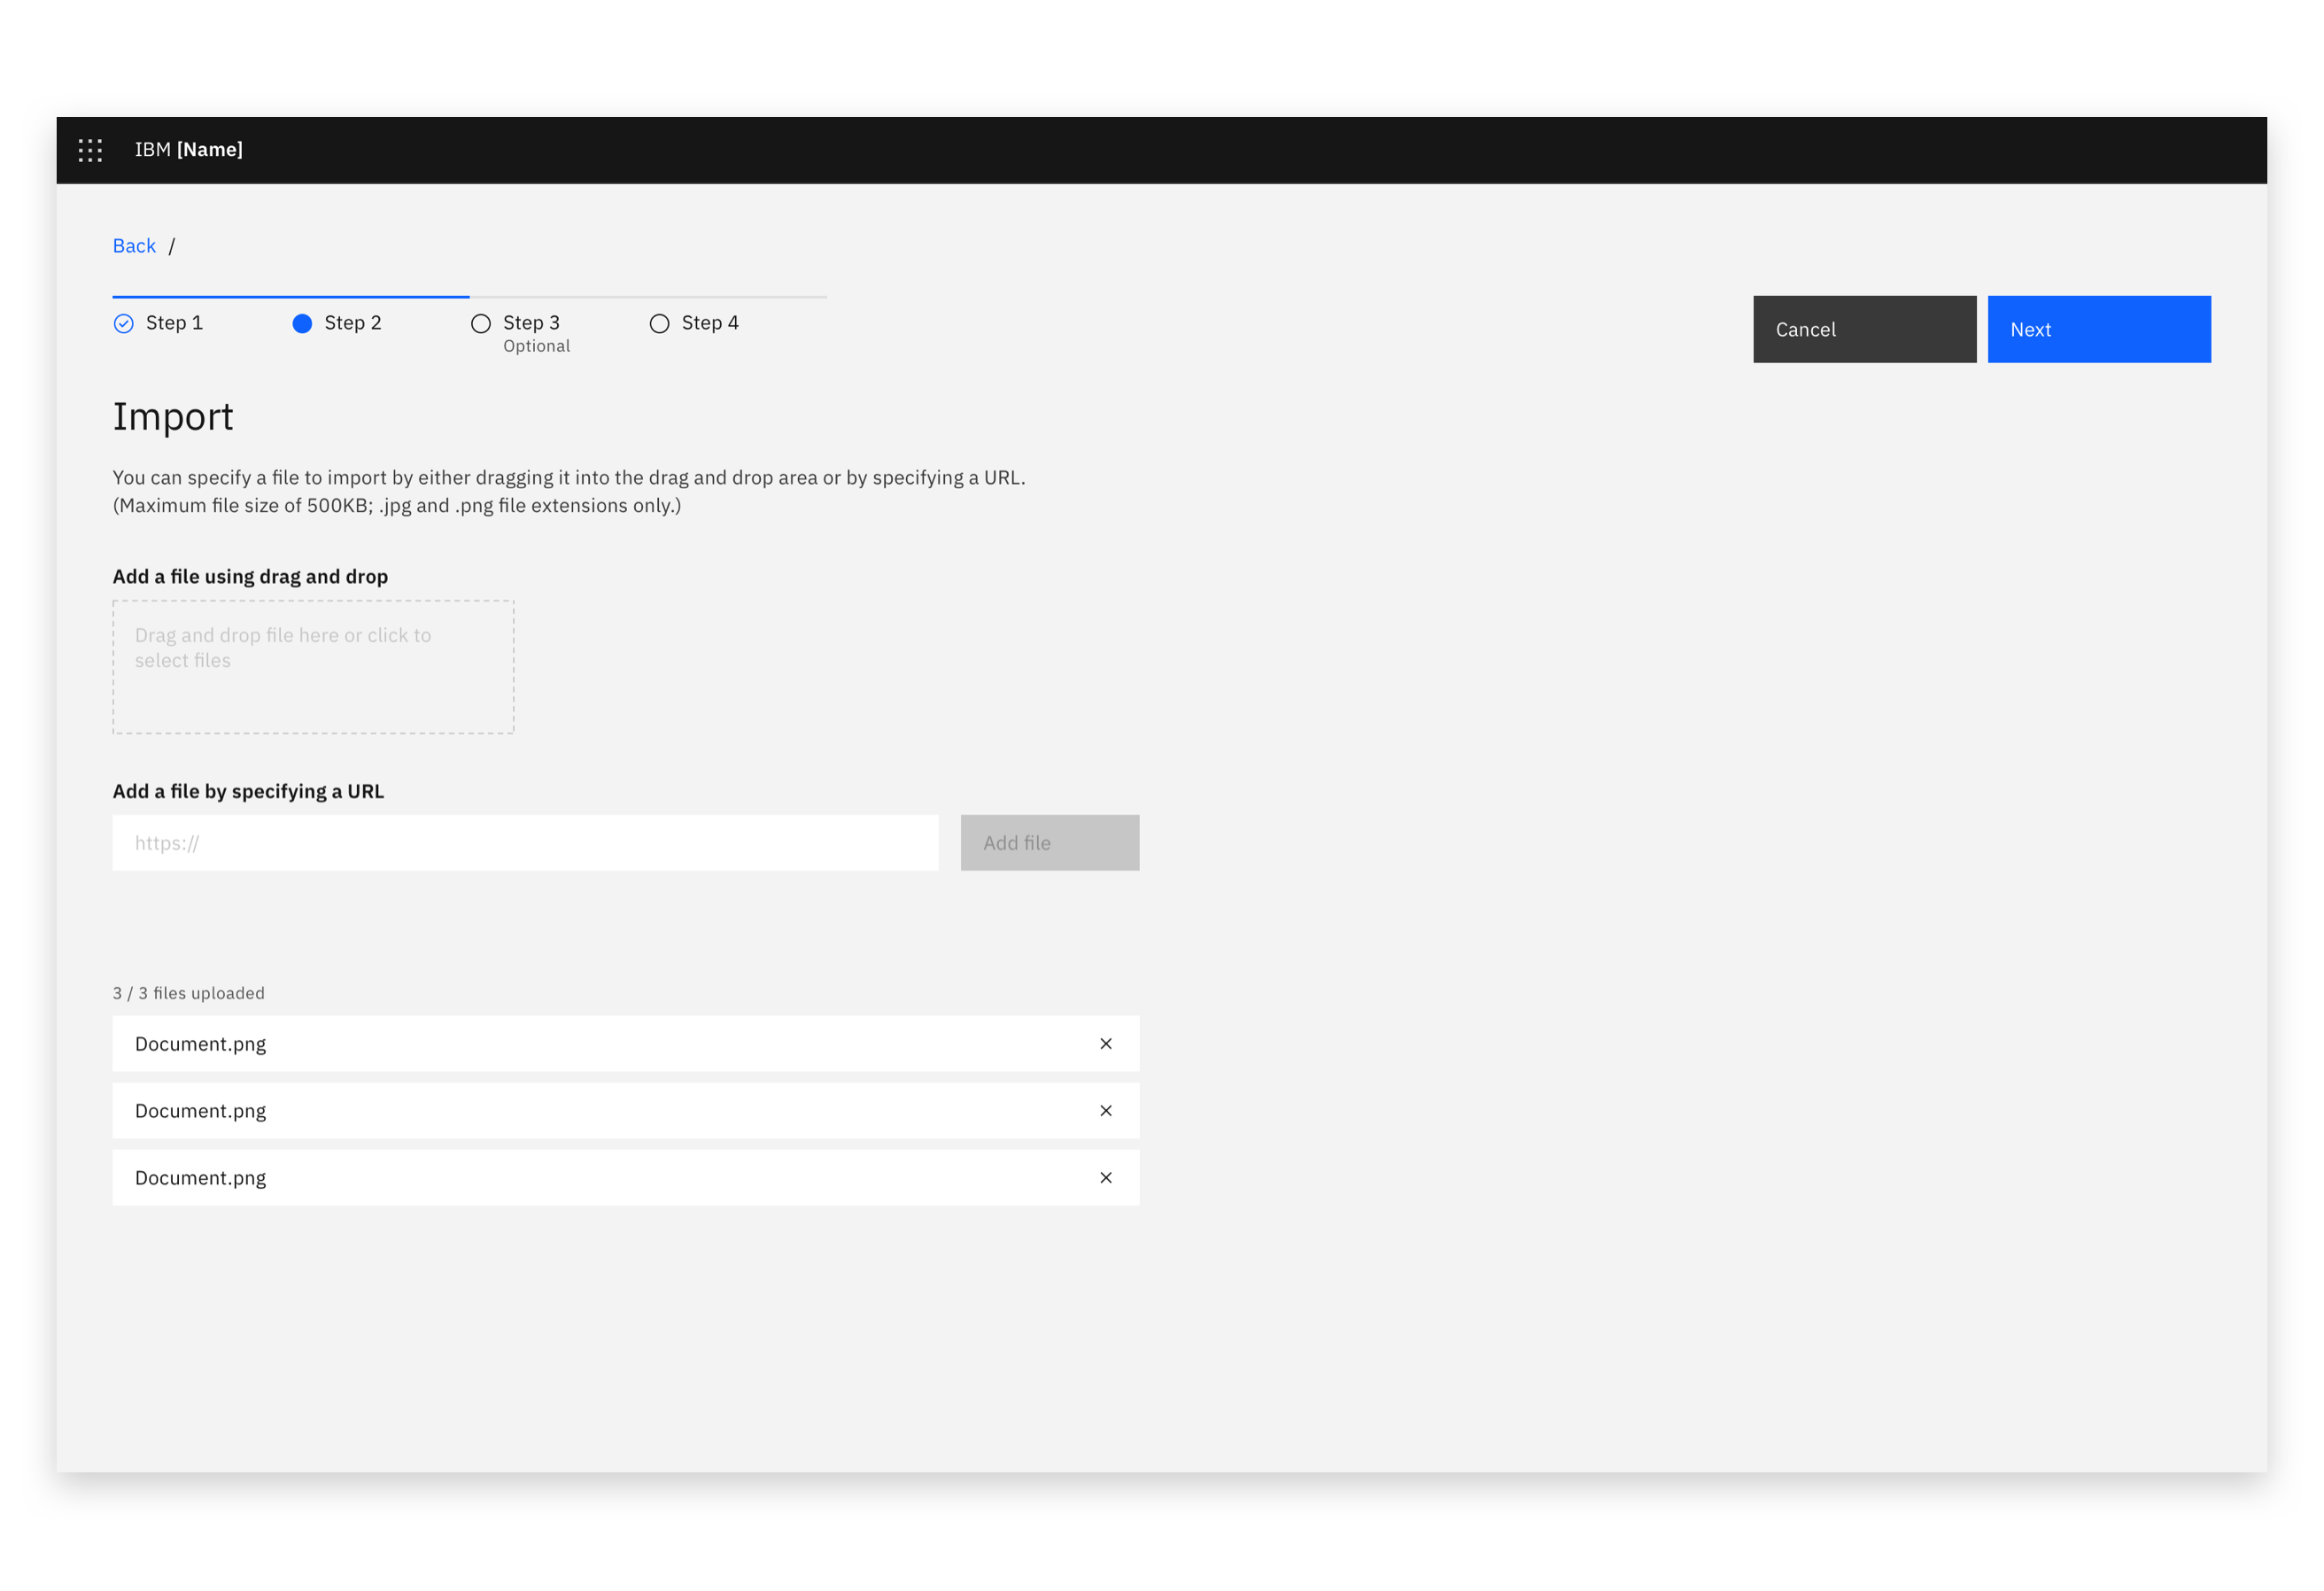 IBM [Name]
Back /
Step 1
Step 2
Step 3
Optional
Step 4
Cancel
Next
Import
You can specify a file to import by either dragging it into the drag and drop area or by specifying a URL.
(Maximum file size of 500KB; .jpg and .png file extensions only.)
Add a file using drag and drop
Drag and drop file here or click to
select files
Add a file by specifying a URL
https://
Add file
3 / 3 files uploaded
Document.png
Document.png
Document.png